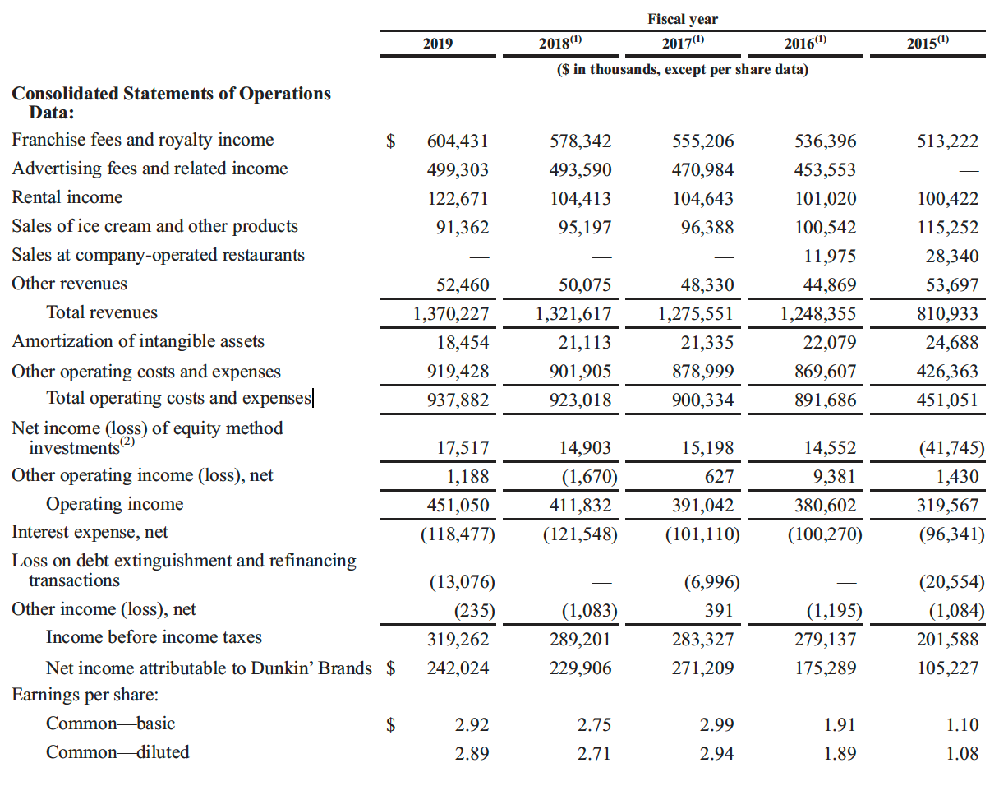 Fiscal year
2019 2018(1) 2017(1) 2016(1) 2015(1)
($ in thousands, except per share data)
Consolidated Statements of Operations
Data:
Franchise fees and royalty income $ 604,431 578,342 555,206 536,396 513,222
Advertising fees and related income 499,303 493,590 470,984 453,553 —
Rental income 122,671 104,413 104,643 101,020 100,422
Sales of ice cream and other products 91,362 95,197 96,388 100,542 115,252
Sales at company-operated restaurants — — — 11,975 28,340
Other revenues 52,460 50,075 48,330 44,869 53,697
Total revenues 1,370,227 1,321,617 1,275,551 1,248,355 810,933
Amortization of intangible assets 18,454 21,113 21,335 22,079 24,688
Other operating costs and expenses 919,428 901,905 878,999 869,607 426,363
Total operating costs and expenses 937,882 923,018 900,334 891,686 451,051
Net income (loss) of equity method
investments(2) 17,517 14,903 15,198 14,552 (41,745)
Other operating income (loss), net 1,188 (1,670) 627 9,381 1,430
Operating income 451,050 411,832 391,042 380,602 319,567
Interest expense, net (118,477) (121,548) (101,110) (100,270) (96,341)
Loss on debt extinguishment and refinancing
transactions (13,076) — (6,996) — (20,554)
Other income (loss), net (235) (1,083) 391 (1,195) (1,084)
Income before income taxes 319,262 289,201 283,327 279,137 201,588
Net income attributable to Dunkin’ Brands $ 242,024 229,906 271,209 175,289 105,227
Earnings per share:
Common—basic $ 2.92 2.75 2.99 1.91 1.10
Common—diluted 2.89 2.71 2.94 1.89 1.08